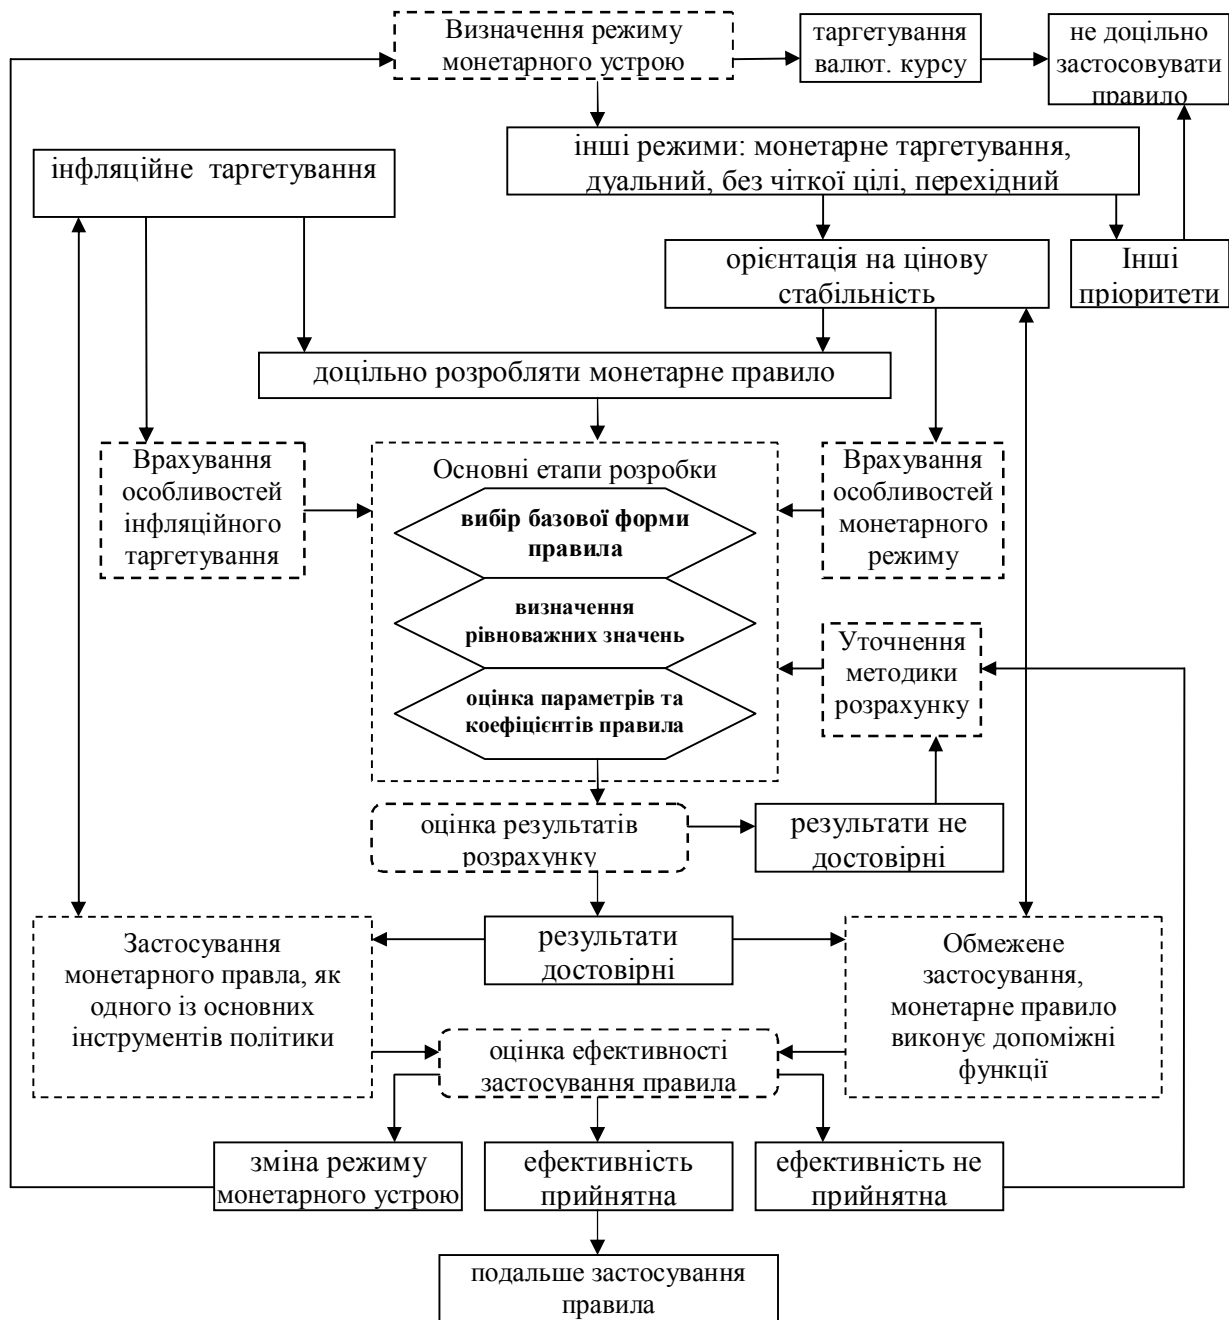 Визначення режиму
монетарного устрою
таргетування
валют. курсу
не доцільно
застосовувати
правило
інфляційне таргетування
інші режими: монетарне таргетування,
дуальний, без чіткої цілі, перехідний
орієнтація на цінову
стабільність
Інші
пріоритети
доцільно розробляти монетарне правило
Врахування
особливостей
інфляційного
таргетування
Основні етапи розробки
вибір базової форми
правила
визначення
рівноважних значень
оцінка параметрів та
коефіцієнтів правила
Врахування
особливостей
монетарного
режиму
Уточнення
методики
розрахунку
оцінка результатів
розрахунку
результати не
достовірні
Застосування
монетарного правла, як
одного із основних
інструментів політики
результати
достовірні
Обмежене
застосування,
монетарне правило
виконує допоміжні
функції
оцінка ефективності
застосування правила
зміна режиму
монетарного устрою
ефективність
прийнятна
ефективність не
прийнятна
подальше застосування
правила